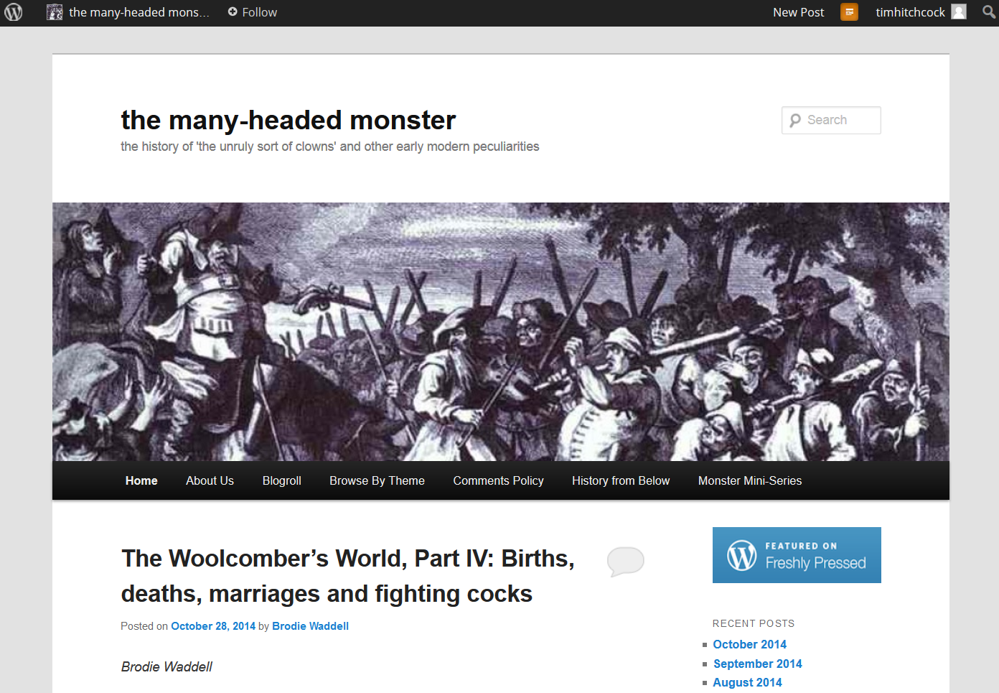 the many-headed mons...
Follow
New Post
timhitchcock
the many-headed monster
the history of 'the unruly sort of clowns' and other early modern peculiarities
Search
Home
About Us
Blogroll
Browse By Theme
Comments Policy
History from Below
Monster Mini-Series
The Woolcomber’s World, Part IV: Births,
deaths, marriages and fighting cocks
Posted on October 28, 2014 by Brodie Waddell
Brodie Waddell
FEATURED ON
Freshly Pressed
RECENT POSTS
October 2014
September 2014
August 2014